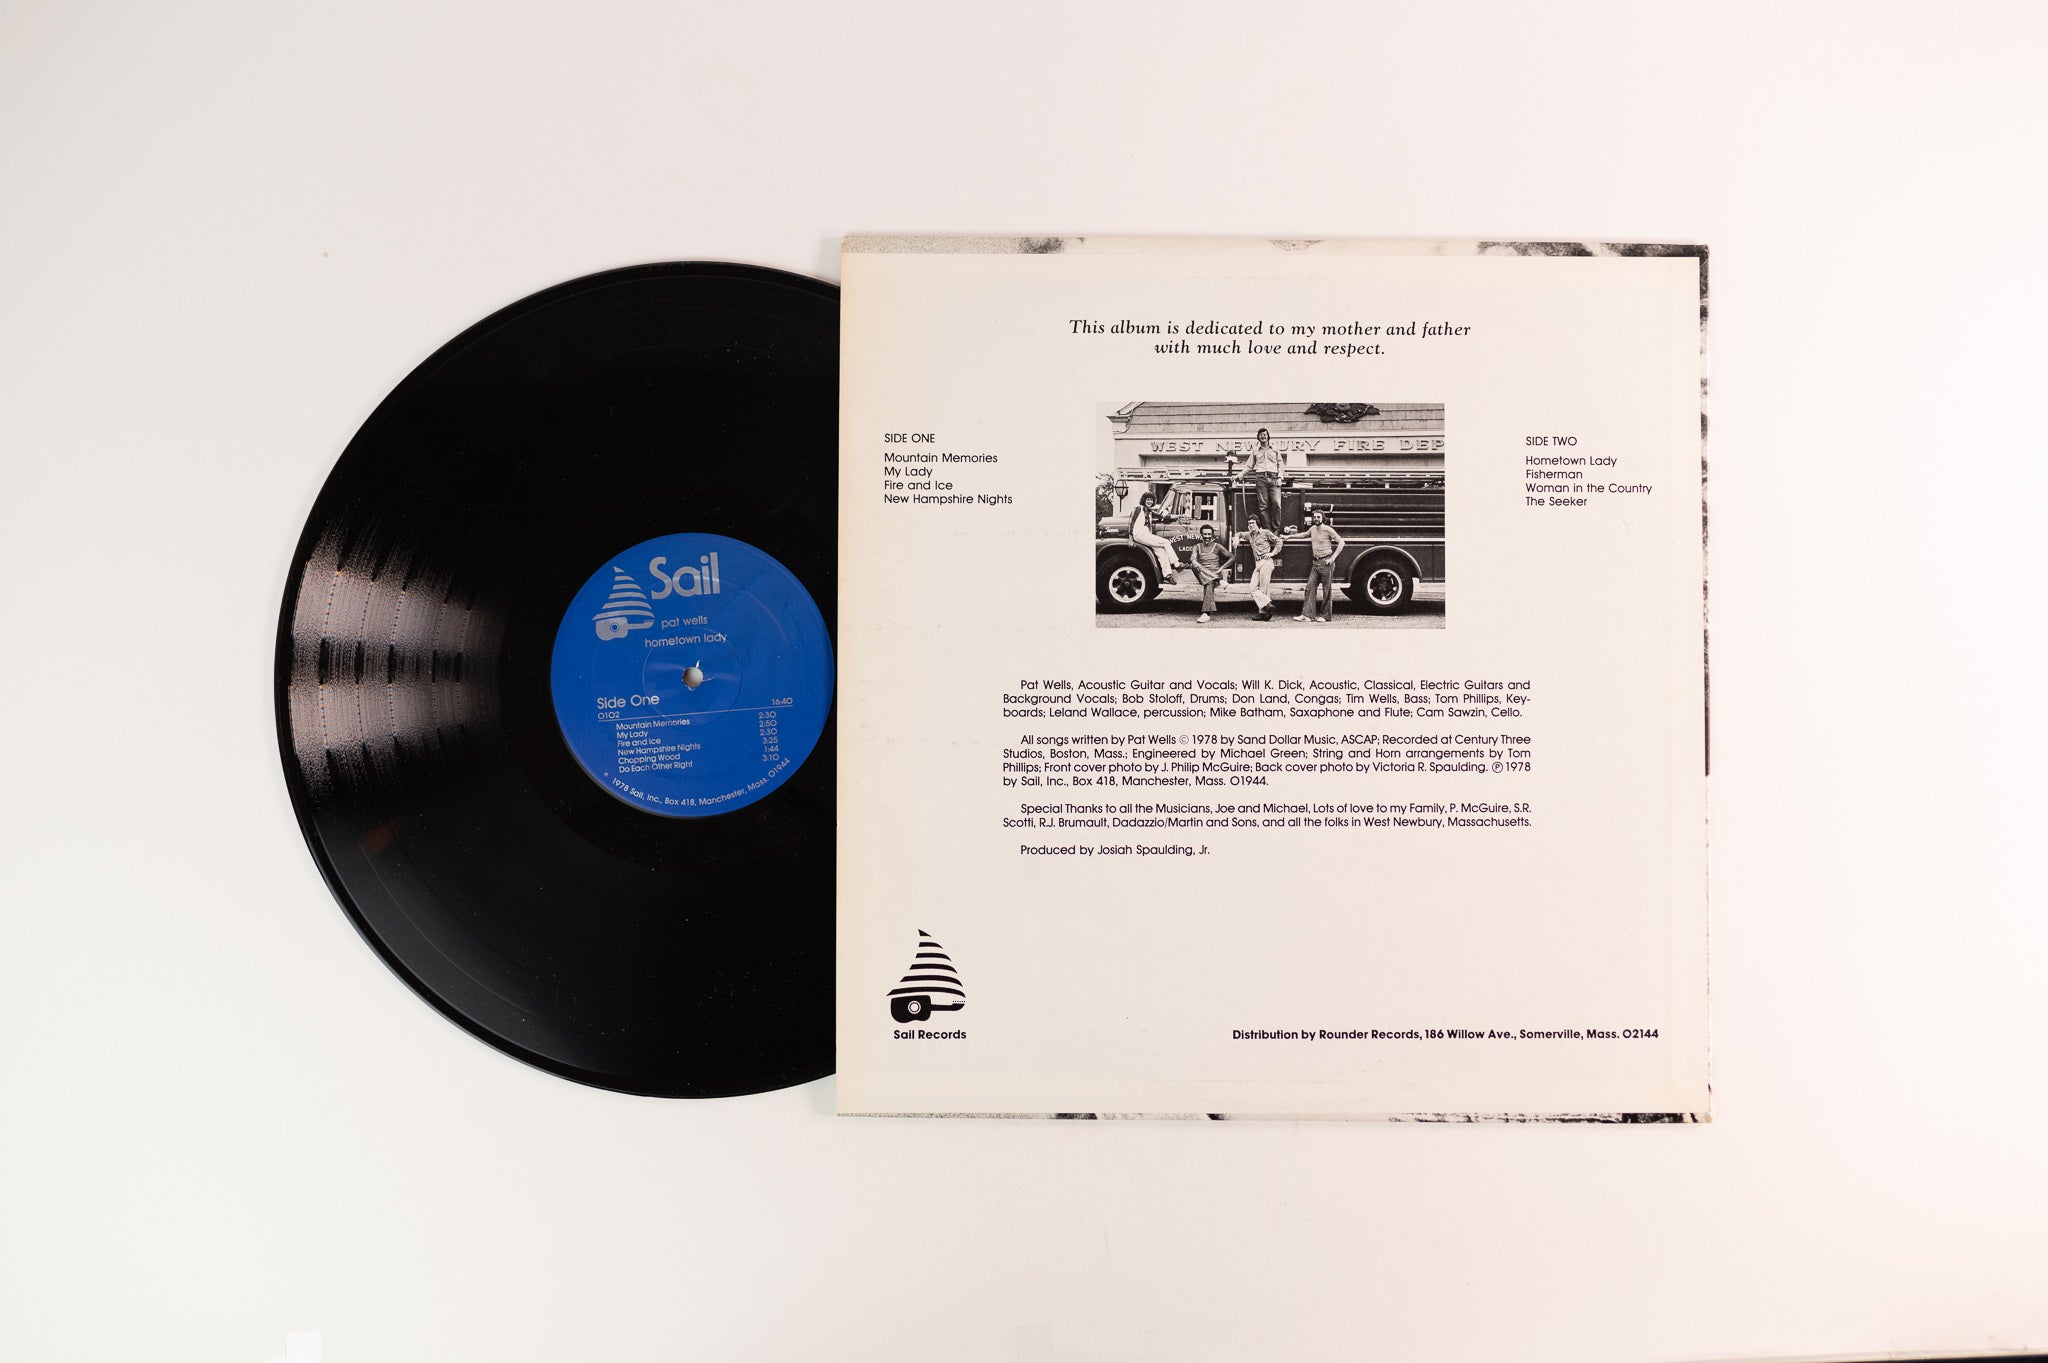 Sail
pat wells
hometown lady
Side One 16:40
0102
Mountain Memories 2:30
My Lady 2:50
Fire and Ice 2:30
New Hampshire Nights 3:25
Chopping Wood 1:44
Do Each Other Right 3:10
℗ 1978 Sail, Inc., Box 418, Manchester, Mass. 01944
This album is dedicated to my mother and father
with much love and respect.
SIDE ONE
Mountain Memories
My Lady
Fire and Ice
New Hampshire Nights
WEST NEWBURY FIRE DEP
WEST NEW
LADD
SIDE TWO
Hometown Lady
Fisherman
Woman in the Country
The Seeker
Pat Wells, Acoustic Guitar and Vocals; Will K. Dick, Acoustic, Classical, Electric Guitars and
Background Vocals; Bob Stoloff, Drums; Don Land, Congas; Tim Wells, Bass; Tom Phillips, Key-
boards; Leland Wallace, percussion; Mike Batham, Saxaphone and Flute; Cam Sawzin, Cello.
All songs written by Pat Wells © 1978 by Sand Dollar Music, ASCAP; Recorded at Century Three
Studios, Boston, Mass.; Engineered by Michael Green; String and Horn arrangements by Tom
Phillips; Front cover photo by J. Philip McGuire; Back cover photo by Victoria R. Spaulding. ℗ 1978
by Sail, Inc., Box 418, Manchester, Mass. 01944.
Special Thanks to all the Musicians, Joe and Michael, Lots of love to my Family, P. McGuire, S.R.
Scotti, R.J. Brumault, Dadazzio/Martin and Sons, and all the folks in West Newbury, Massachusetts.
Produced by Josiah Spaulding, Jr.
Sail Records
Distribution by Rounder Records, 186 Willow Ave., Somerville, Mass. 02144